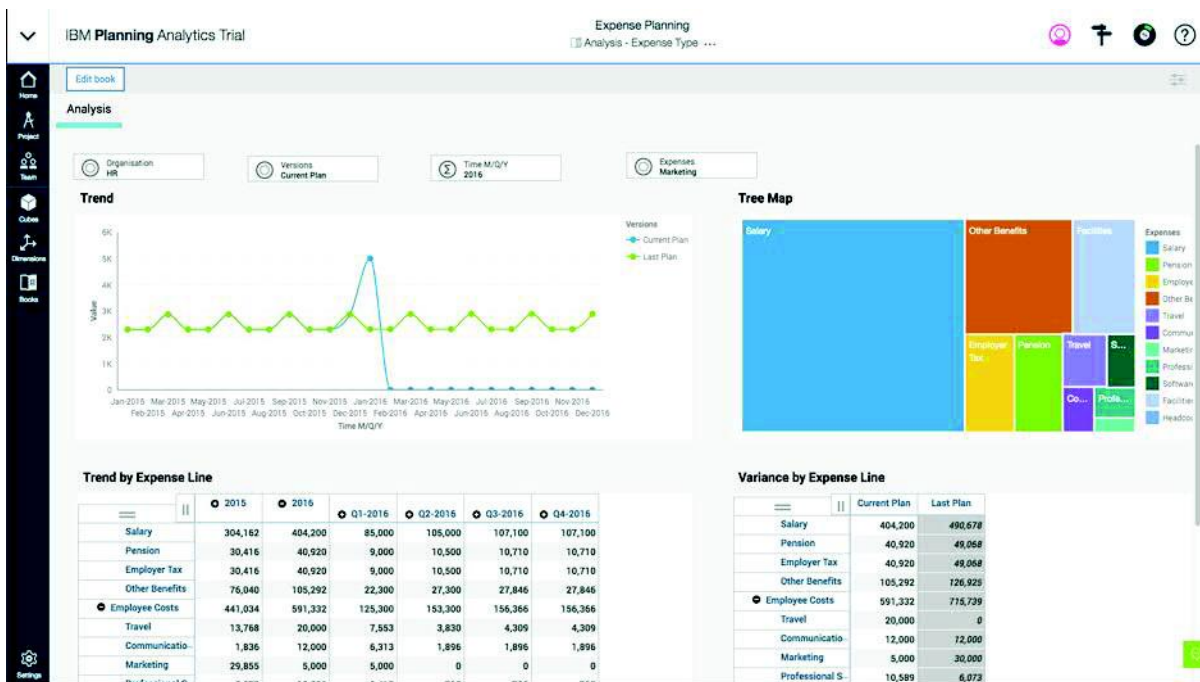 IBM Planning Analytics Trial
Expense Planning
Analysis - Expense Type ...
Edit book
Home
Project
Team
Cubes
Dimensions
Books
Settings
Analysis
Organisation
HR
Versions
Current Plan
Time M/Q/Y
2016
Expenses
Marketing
Trend
6K
5K
4K
3K
2K
1K
0
Value
Jan-2015 Mar-2015 May-2015 Jul-2015 Sep-2015 Nov-2015 Jan-2016 Mar-2016 May-2016 Jul-2016 Sep-2016 Nov-2016
Feb-2015 Apr-2015 Jun-2015 Aug-2015 Oct-2015 Dec-2015 Feb-2016 Apr-2016 Jun-2016 Aug-2016 Oct-2016 Dec-2016
Time M/Q/Y
Versions
Current Plan
Last Plan
Tree Map
Salary
Other Benefits
Facilities
Employer
Tax...
Pension
Travel
S...
Co...
Profe...
Expenses
Salary
Pension
Employe
Other Be
Travel
Commu
Marketin
Professi
Softwar
Facilitie
Headcou
Trend by Expense Line
2015 2016 Q1-2016 Q2-2016 Q3-2016 Q4-2016
Salary 304,162 404,200 85,000 105,000 107,100 107,100
Pension 30,416 40,920 9,000 10,500 10,710 10,710
Employer Tax 30,416 40,920 9,000 10,500 10,710 10,710
Other Benefits 76,040 105,292 22,300 27,300 27,846 27,846
Employee Costs 441,034 591,332 125,300 153,300 156,366 156,366
Travel 13,768 20,000 7,553 3,830 4,309 4,309
Communicatio... 1,836 12,000 6,313 1,896 1,896 1,896
Marketing 29,855 5,000 5,000 0 0 0
Variance by Expense Line
Current Plan Last Plan
Salary 404,200 490,678
Pension 40,920 49,068
Employer Tax 40,920 49,068
Other Benefits 105,292 126,925
Employee Costs 591,332 715,739
Travel 20,000 0
Communicatio... 12,000 12,000
Marketing 5,000 30,000
Professional S... 10,589 6,073